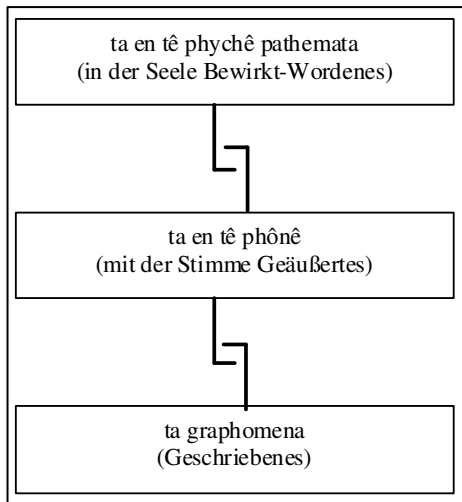 ta en tê phychê pathemata
(in der Seele Bewirkt-Wordenes)
ta en tê phônê
(mit der Stimme Geäußertes)
ta graphomena
(Geschriebenes)